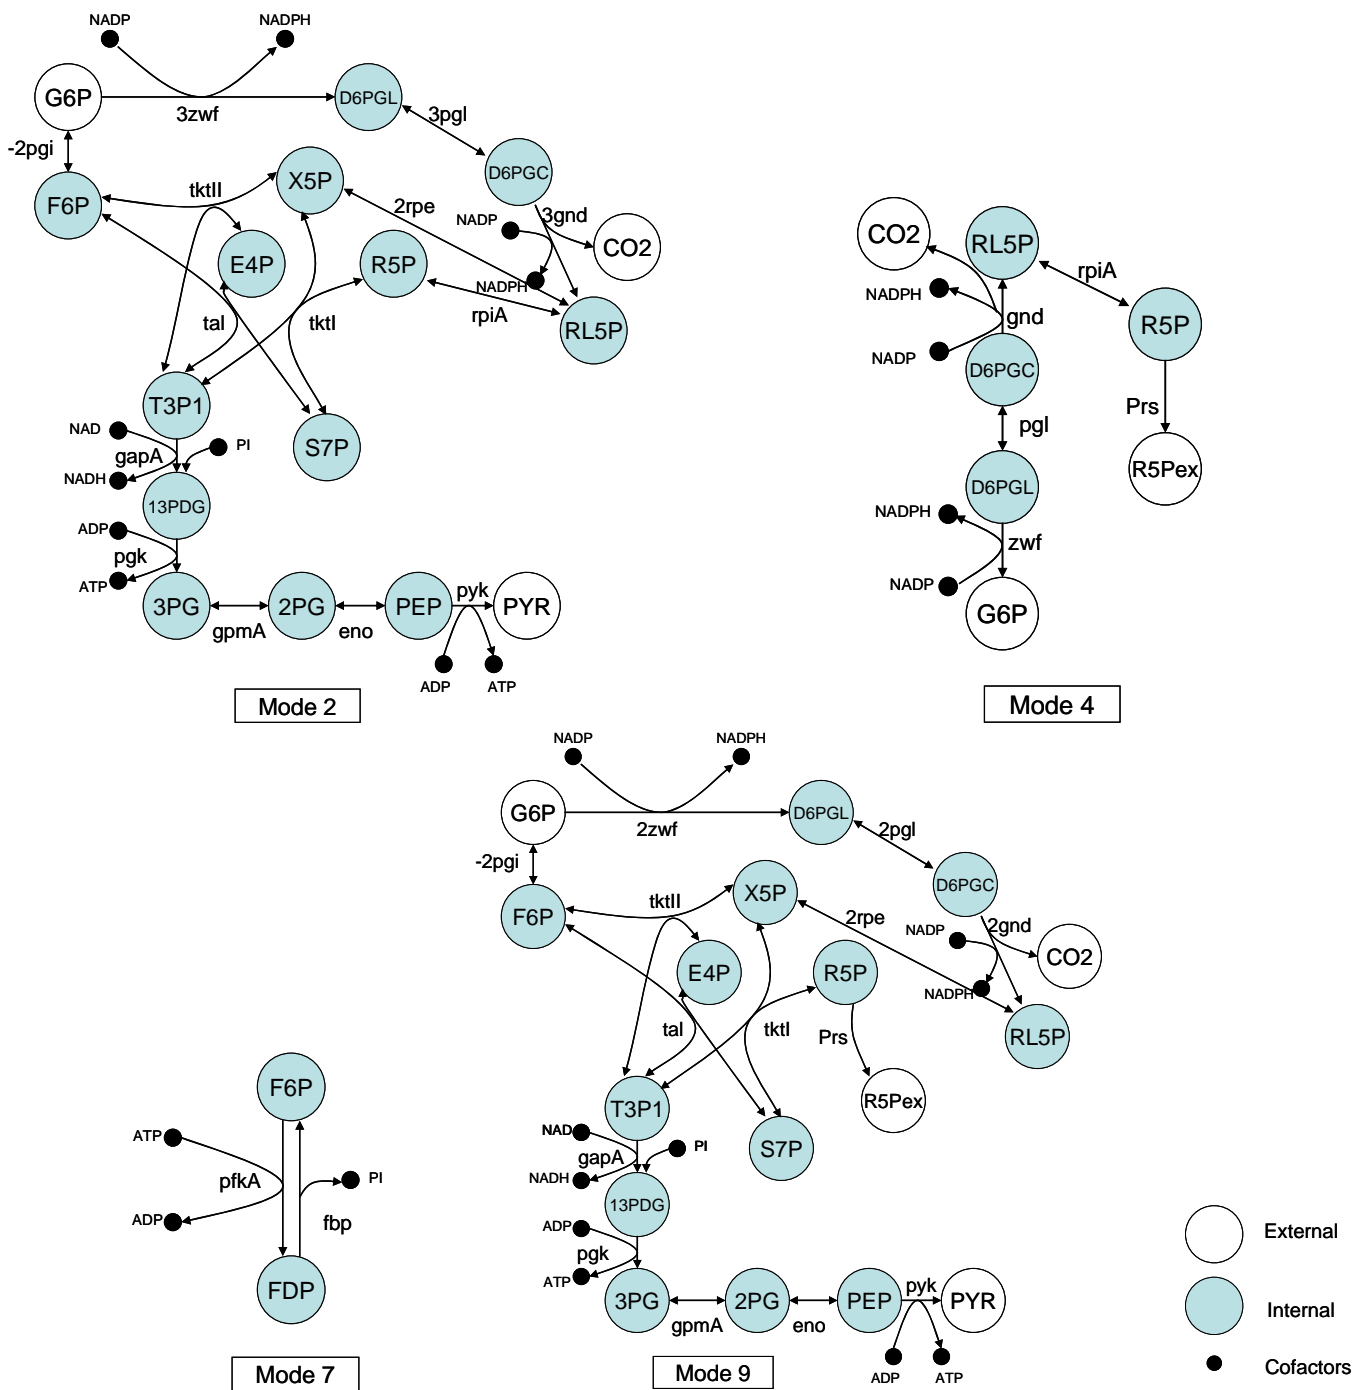 NADP
NADPH
G6P
3zwf
D6PGL
3pgl
-2pgi
D6PGC
F6P
tktII
X5P
2rpe
NADP
3gnd
CO2
E4P
R5P
NADPH
rpiA
RL5P
tal
tktI
T3P1
S7P
NAD
gapA
PI
NADH
13PDG
ADP
pgk
ATP
3PG
gpmA
2PG
eno
PEP
pyk
PYR
ADP
ATP
Mode 2
CO2
RL5P
rpiA
NADPH
gnd
R5P
NADP
D6PGC
Prs
pgl
R5Pex
D6PGL
NADPH
zwf
NADP
G6P
Mode 4
F6P
ATP
pfkA
PI
ADP
fbp
FDP
Mode 7
NADP
NADPH
G6P
2zwf
D6PGL
2pgl
-2pgi
D6PGC
F6P
tktII
X5P
2rpe
NADP
2gnd
CO2
E4P
R5P
NADPH
tal
tktI
Prs
RL5P
T3P1
R5Pex
S7P
NAD
gapA
PI
NADH
13PDG
ADP
pgk
ATP
3PG
gpmA
2PG
eno
PEP
pyk
PYR
ADP
ATP
Mode 9
External
Internal
Cofactors